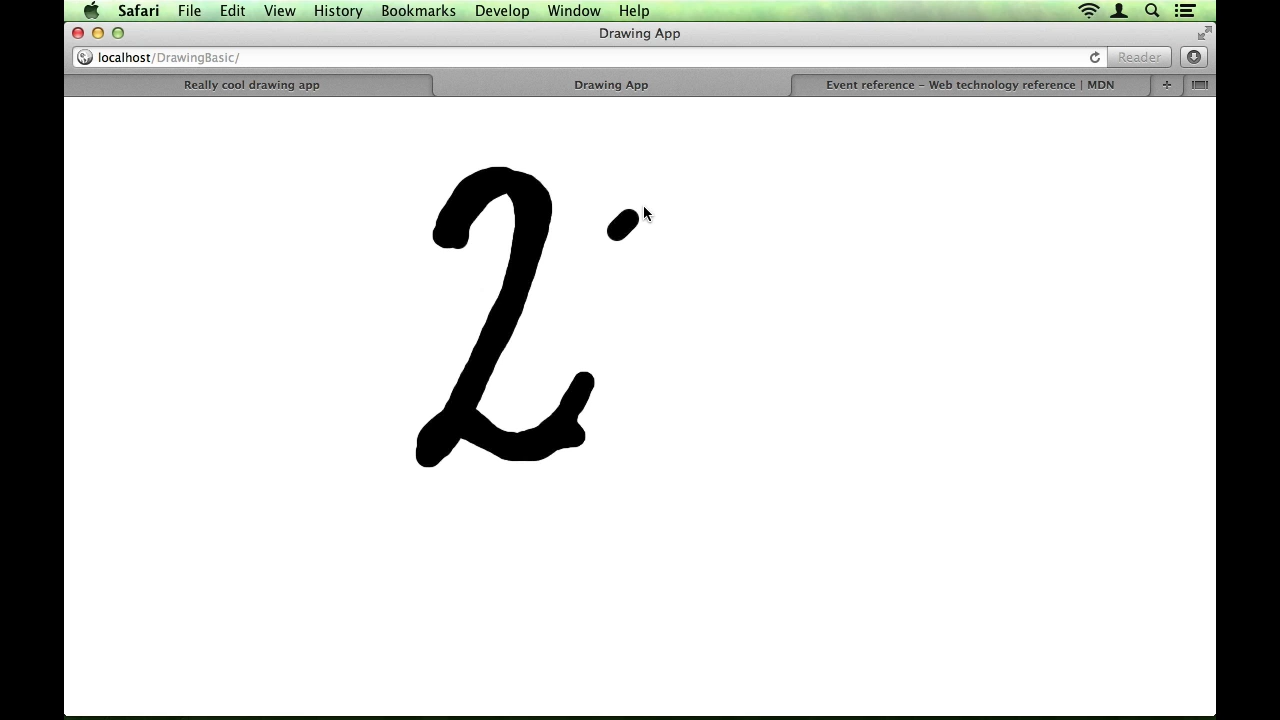 Safari File Edit View History Bookmarks Develop Window Help
Drawing App
localhost/DrawingBasic/ Reader
Really cool drawing app Drawing App Event reference – Web technology reference | MDN +
2